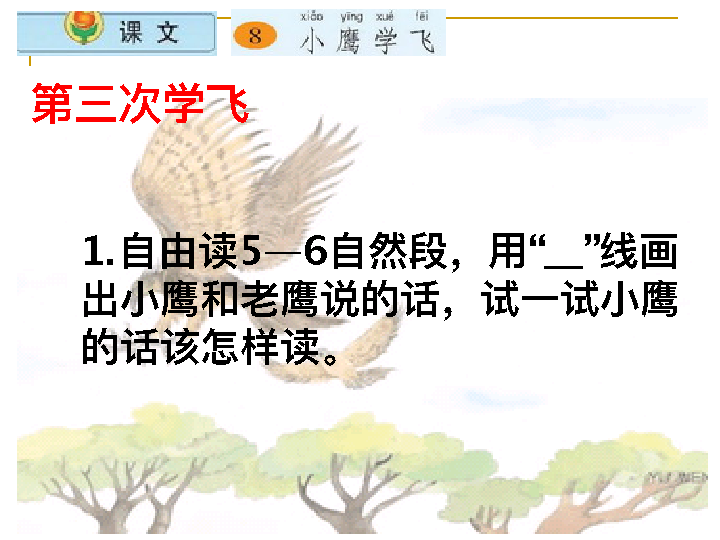 课文
xiǎo yīng xué fēi
8 小鹰学飞
第三次学飞
1.自由读5—6自然段，用“__”线画
出小鹰和老鹰说的话，试一试小鹰
的话该怎样读。
YU WEN